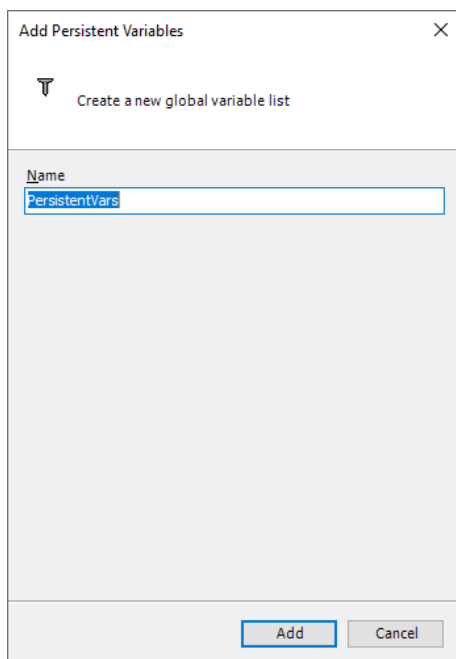 Add Persistent Variables
Create a new global variable list
Name
PersistentVars
Add
Cancel